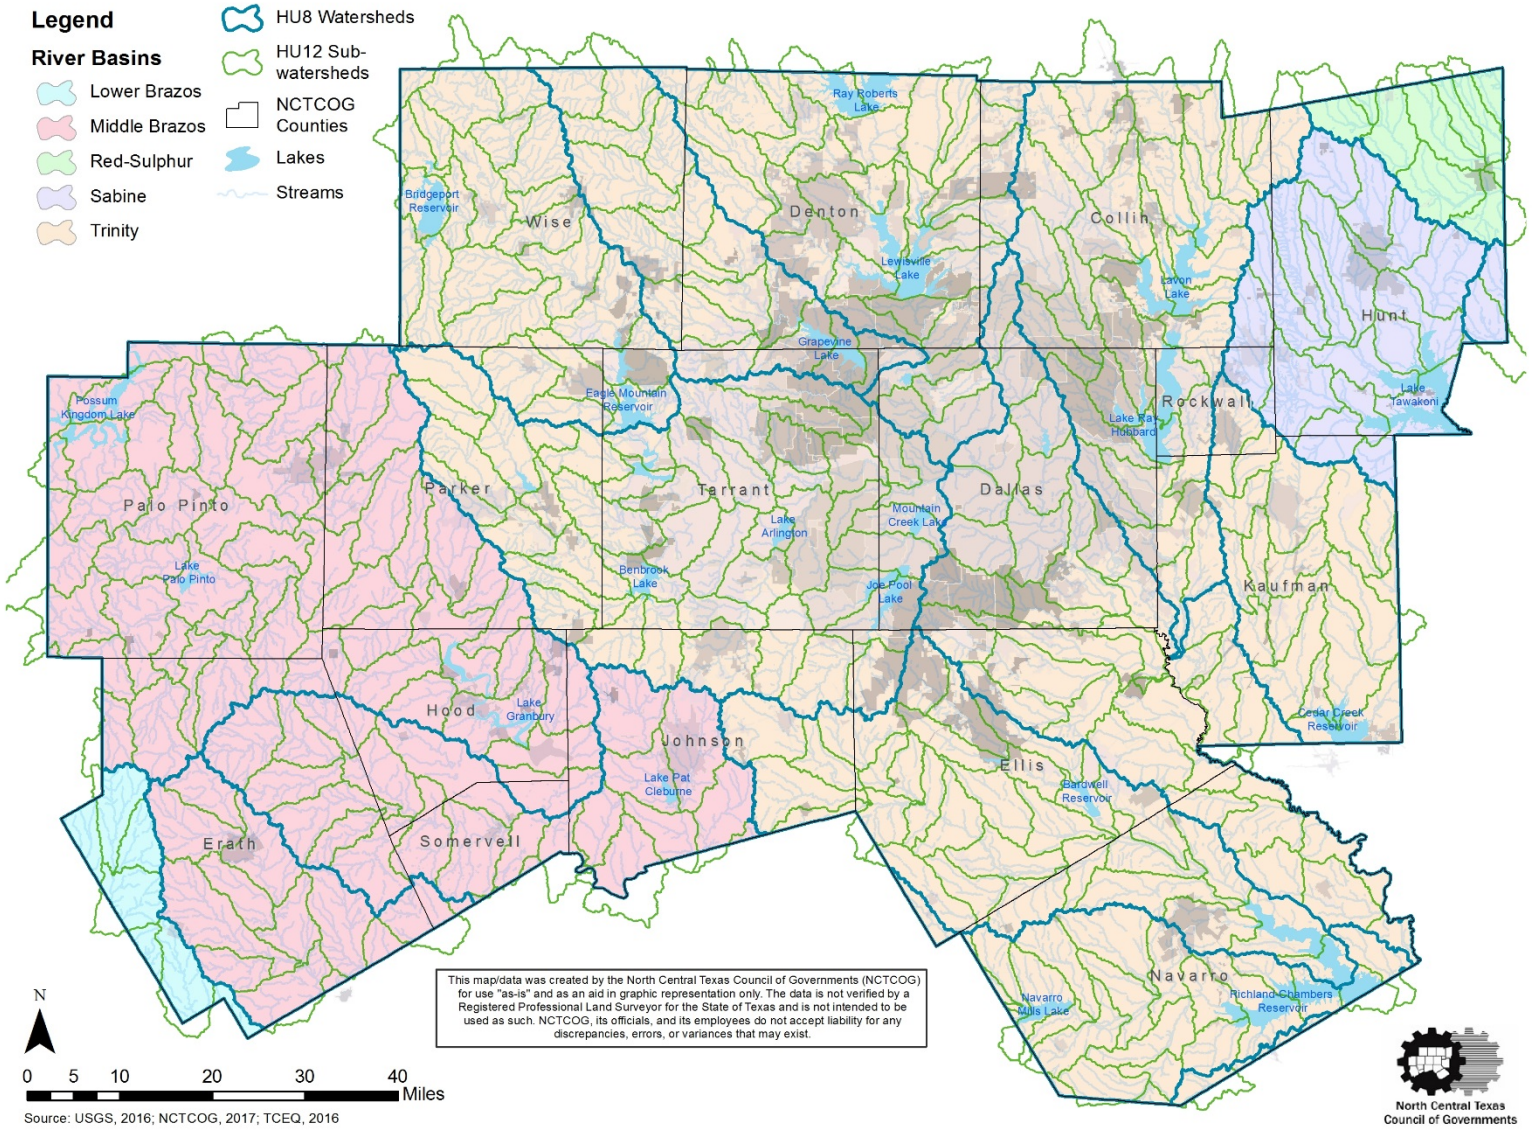 Legend
River Basins
Lower Brazos
Middle Brazos
Red-Sulphur
Sabine
Trinity
HU8 Watersheds
HU12 Sub-
watersheds
NCTCOG
Counties
Lakes
Streams
Ray Roberts
Lake
Bridgeport
Reservoir
Wise
Denton
Collin
Lewisville
Lake
Lavon
Lake
Hunt
Grapevine
Lake
Possum
Kingdom Lake
Eagle Mountain
Reservoir
Lake Ray
Hubbard
Rockwall
Lake
Tawakoni
Palo Pinto
Parker
Tarrant
Dallas
Lake
Arlington
Mountain
Creek Lake
Lake
Palo Pinto
Benbrook
Lake
Joe Pool
Lake
Kaufman
Hood
Lake
Granbury
Johnson
Cedar Creek
Reservoir
Ellis
Lake Pat
Cleburne
Bardwell
Reservoir
Erath
Somervell
Navarro
Navarro
Mills Lake
Richland-Chambers
Reservoir
This map/data was created by the North Central Texas Council of Governments (NCTCOG)
for use "as-is" and as an aid in graphic representation only. The data is not verified by a
Registered Professional Land Surveyor for the State of Texas and is not intended to be
used as such. NCTCOG, its officials, and its employees do not accept liability for any
discrepancies, errors, or variances that may exist.
N
0 5 10 20 30 40
Miles
Source: USGS, 2016; NCTCOG, 2017; TCEQ, 2016
North Central Texas
Council of Governments